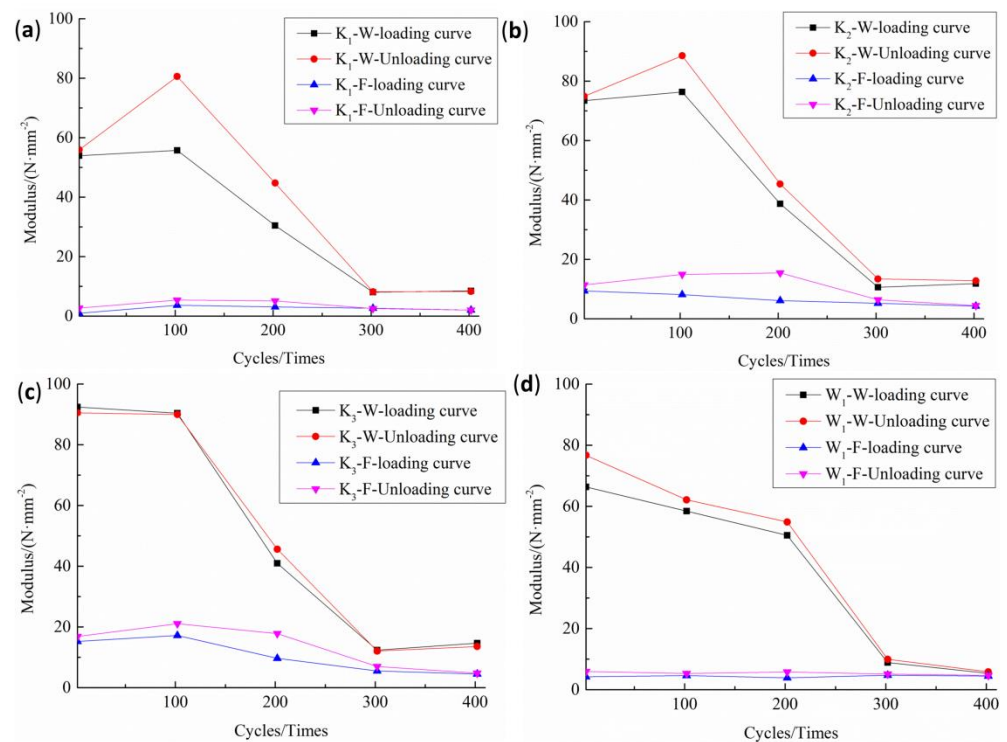 (a)
K₁-W-loading curve
K₁-W-Unloading curve
K₁-F-loading curve
K₁-F-Unloading curve
100
80
60
40
20
0
Modulus/(N·mm⁻²)
100 200 300 400
Cycles/Times
(b)
K₂-W-loading curve
K₂-W-Unloading curve
K₂-F-loading curve
K₂-F-Unloading curve
100
80
60
40
20
0
Modulus/(N·mm⁻²)
100 200 300 400
Cycles/Times
(c)
K₃-W-loading curve
K₃-W-Unloading curve
K₃-F-loading curve
K₃-F-Unloading curve
100
80
60
40
20
0
Modulus/(N·mm⁻²)
100 200 300 400
Cycles/Times
(d)
W₁-W-loading curve
W₁-W-Unloading curve
W₁-F-loading curve
W₁-F-Unloading curve
100
80
60
40
20
0
Modulus/(N·mm⁻²)
100 200 300 400
Cycles/Times